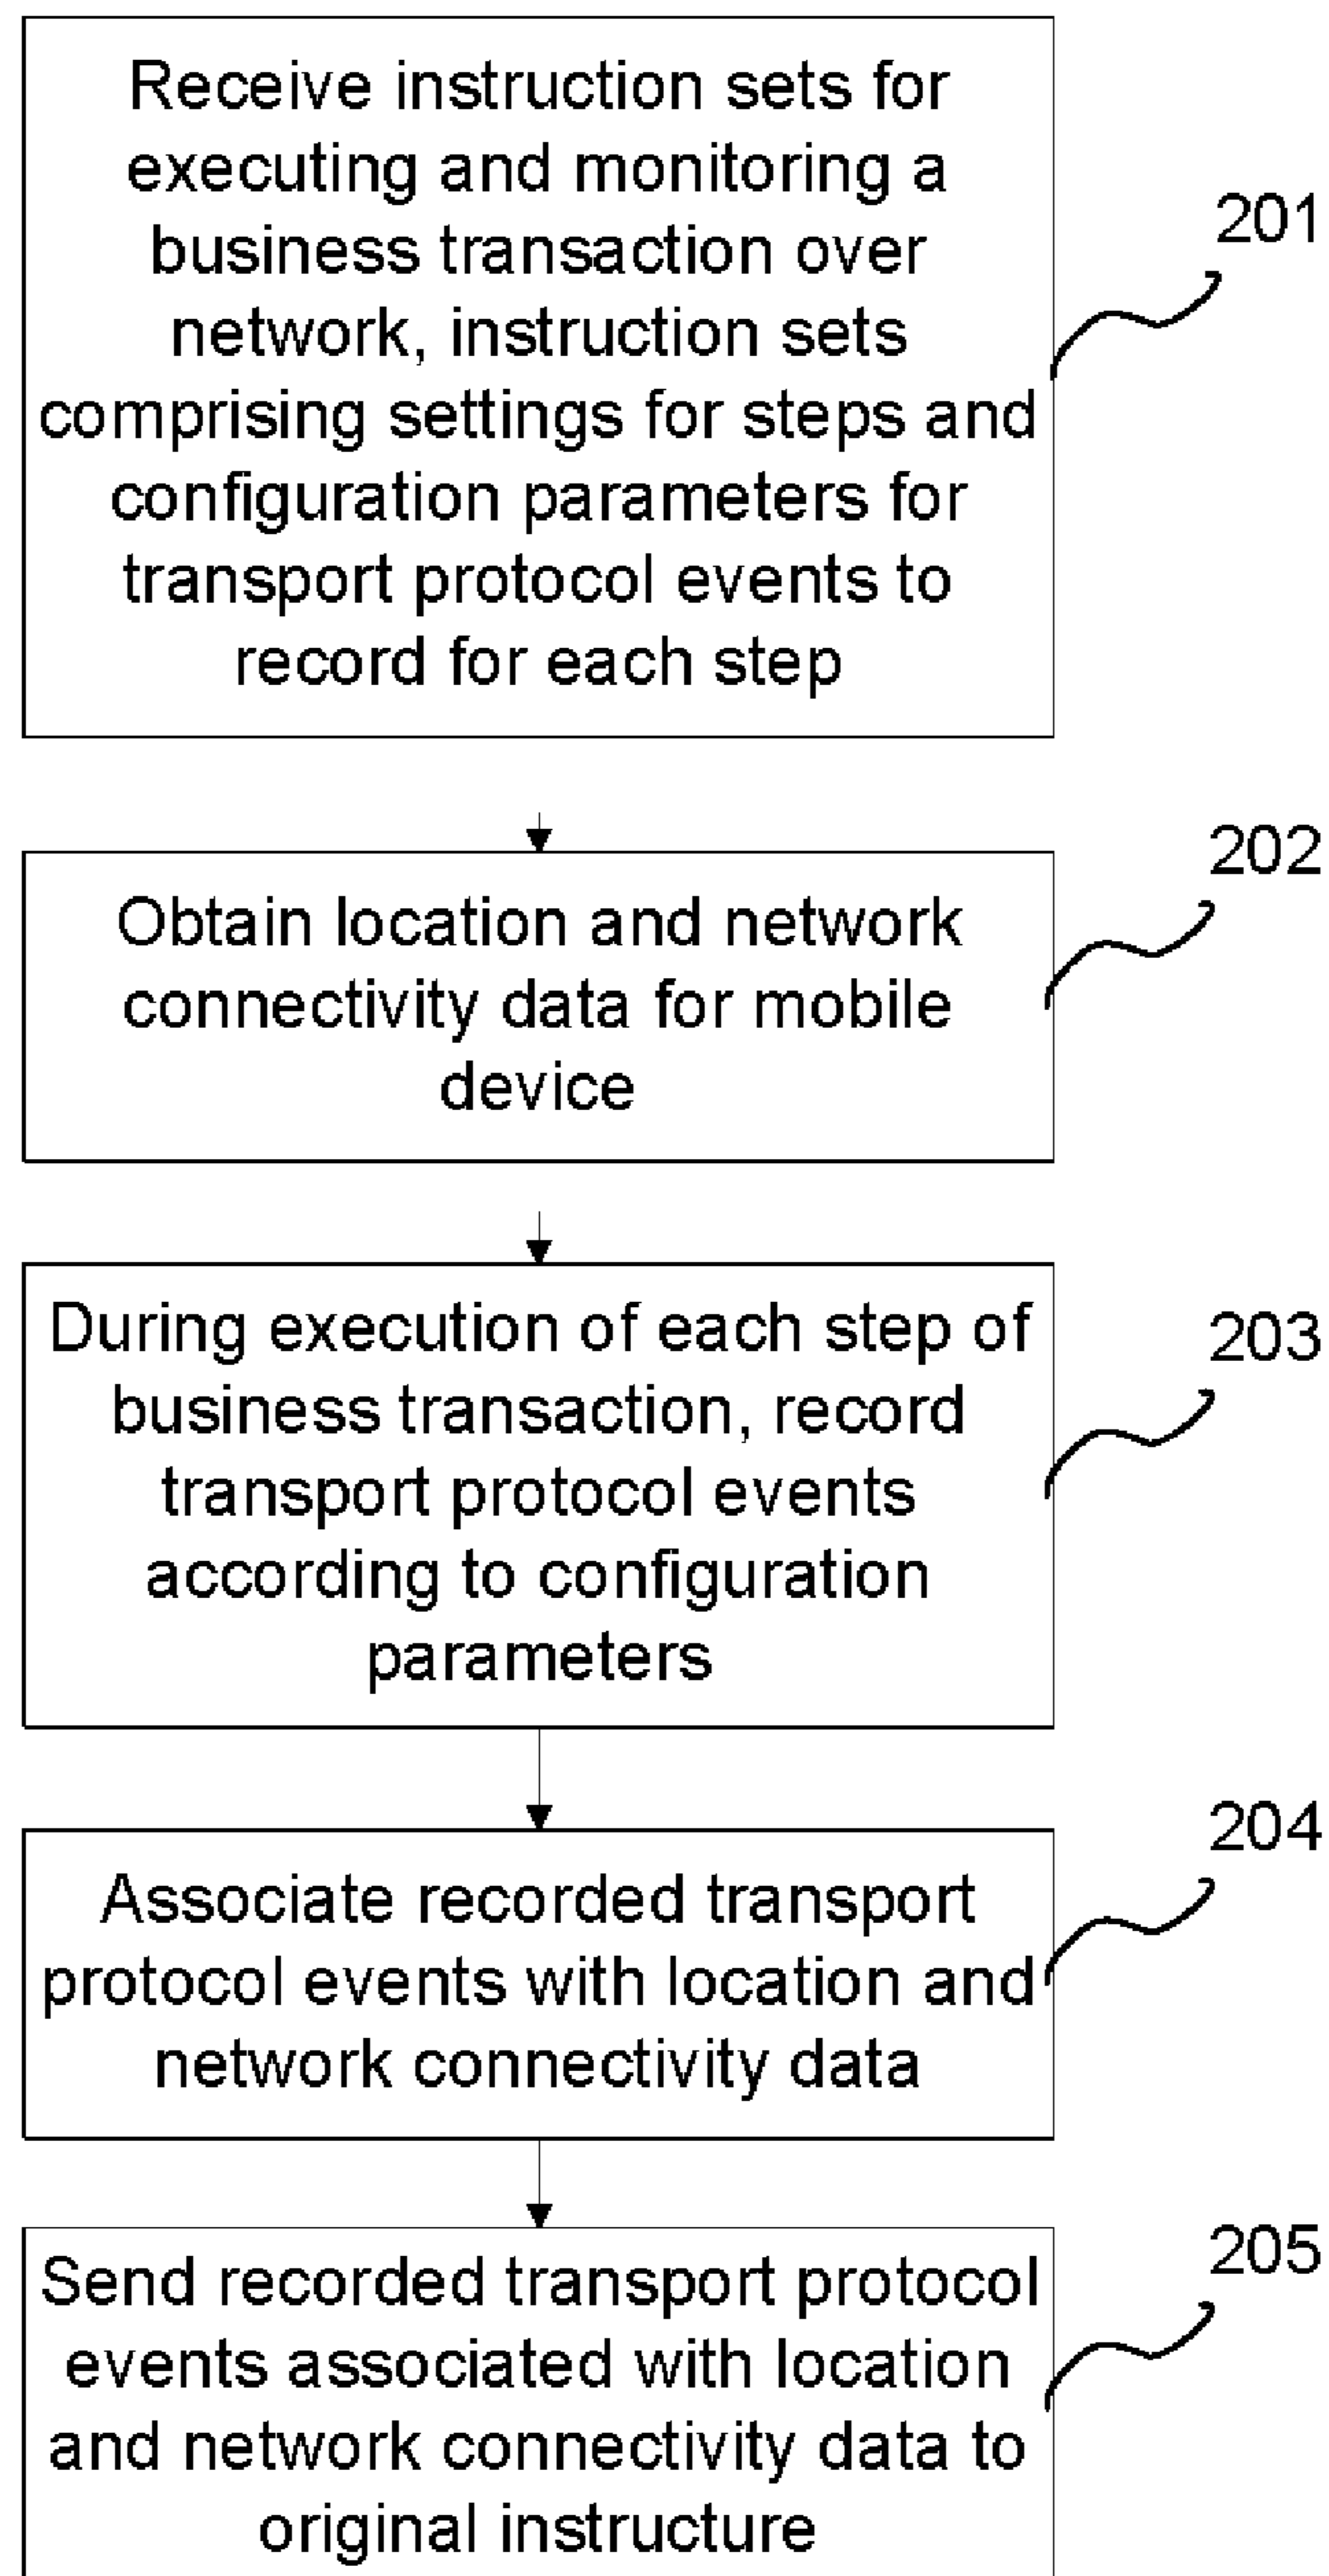 Receive instruction sets for
executing and monitoring a
business transaction over
network, instruction sets
comprising settings for steps and
configuration parameters for
transport protocol events to
record for each step
201
Obtain location and network
connectivity data for mobile
device
202
During execution of each step of
business transaction, record
transport protocol events
according to configuration
parameters
203
Associate recorded transport
protocol events with location and
network connectivity data
204
Send recorded transport protocol
events associated with location
and network connectivity data to
original instructure
205